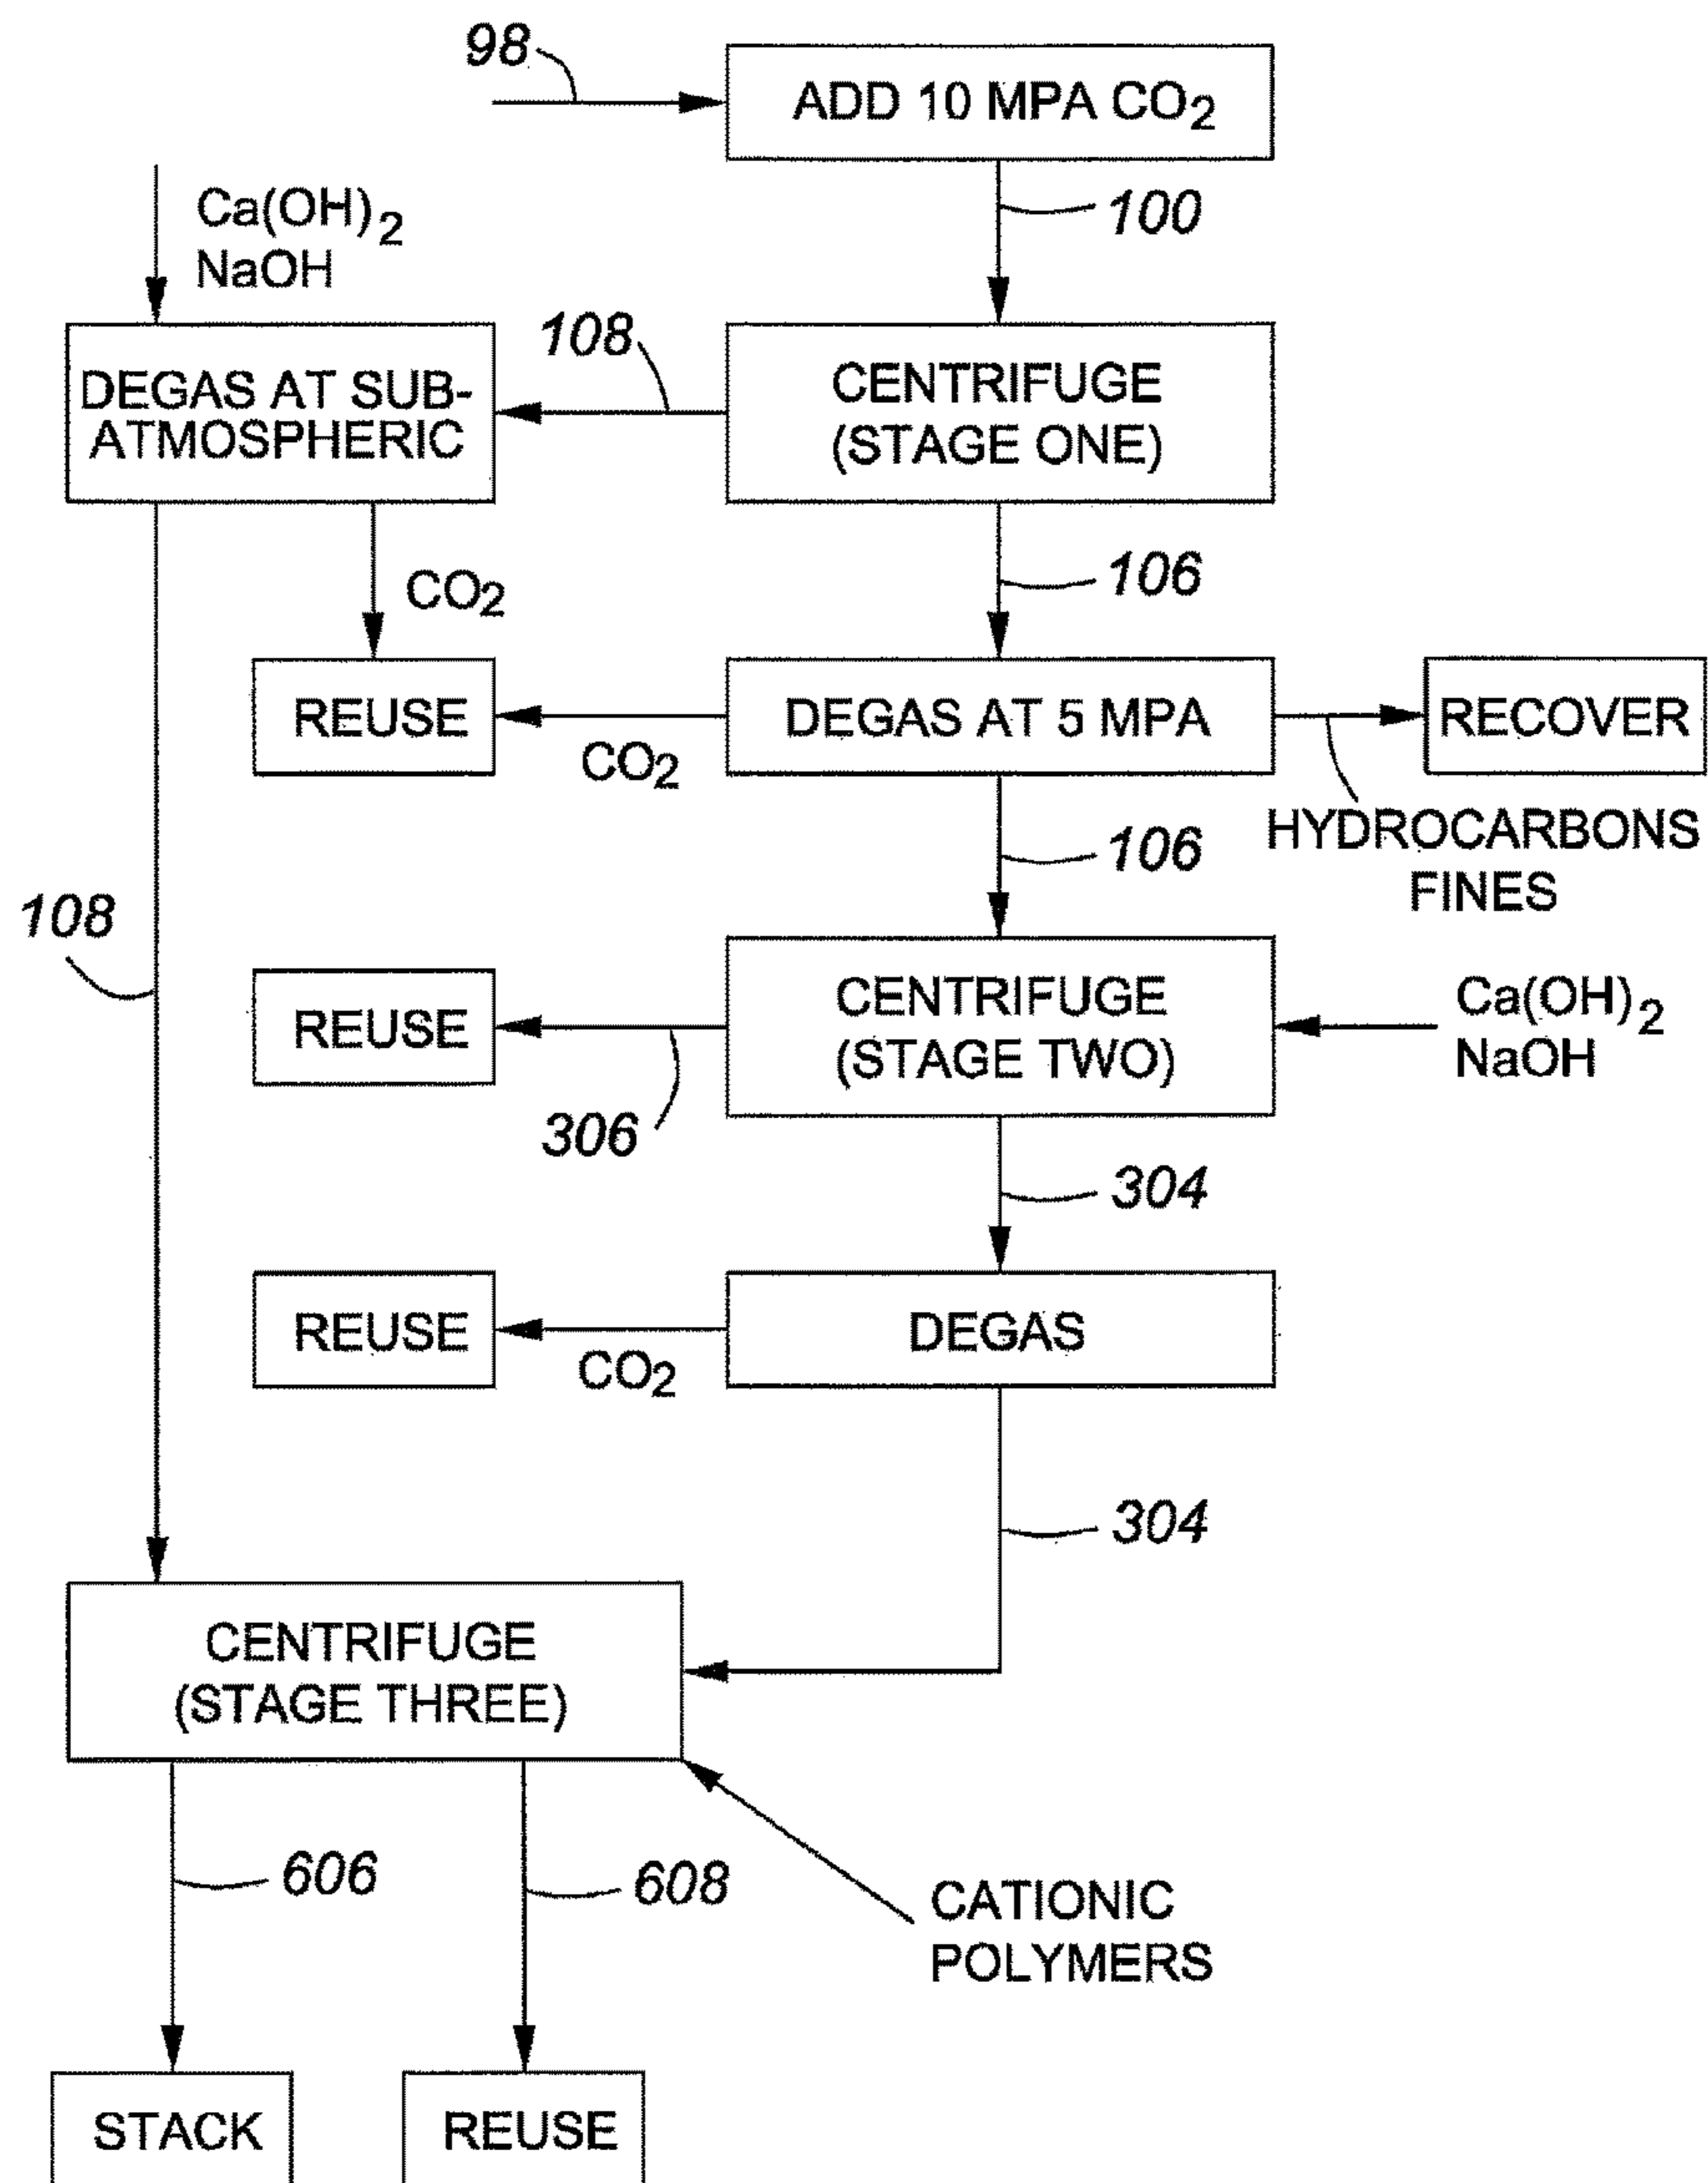 98
ADD 10 MPA CO2
Ca(OH)2
NaOH
100
108
DEGAS AT SUB-
ATMOSPHERIC
CENTRIFUGE
(STAGE ONE)
CO2
106
REUSE
CO2
DEGAS AT 5 MPA
RECOVER
HYDROCARBONS
FINES
106
108
REUSE
306
CENTRIFUGE
(STAGE TWO)
Ca(OH)2
NaOH
304
REUSE
CO2
DEGAS
304
CENTRIFUGE
(STAGE THREE)
606
608
CATIONIC
POLYMERS
STACK
REUSE